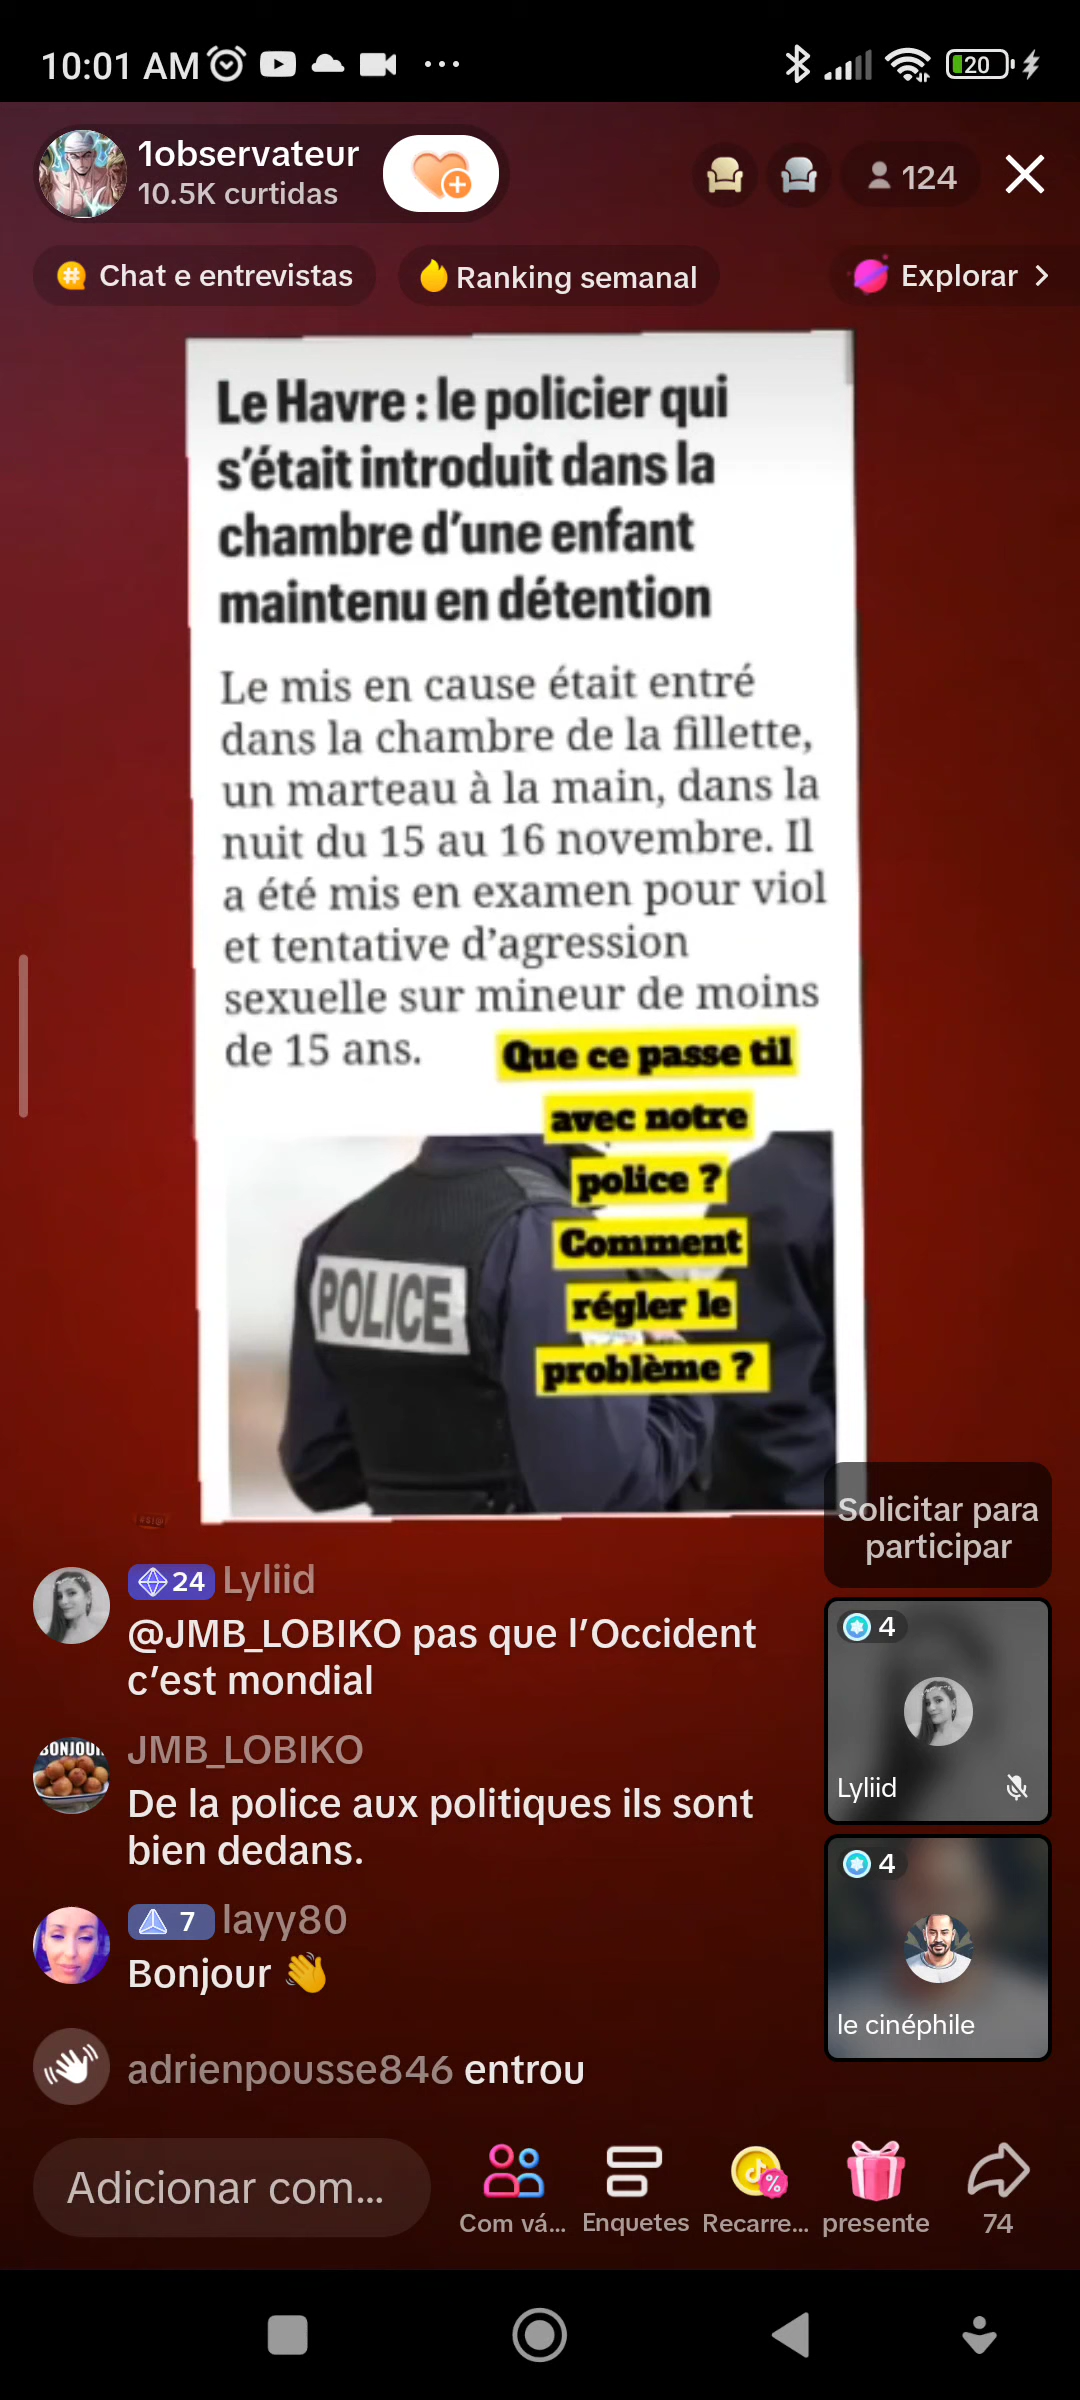 10:01 AM
20
1observateur
10.5K curtidas
124
Chat e entrevistas
Ranking semanal
Explorar
Le Havre : le policier qui
s’était introduit dans la
chambre d’une enfant
maintenu en détention
Le mis en cause était entré
dans la chambre de la fillette,
un marteau à la main, dans la
nuit du 15 au 16 novembre. Il
a été mis en examen pour viol
et tentative d’agression
sexuelle sur mineur de moins
de 15 ans.
Que ce passe til
avec notre
police ?
Comment
régler le
problème ?
POLICE
Solicitar para
participar
24 Lyliid
@JMB_LOBIKO pas que l’Occident
c’est mondial
4
Lyliid
BONJOUR
JMB_LOBIKO
De la police aux politiques ils sont
bien dedans.
4
le cinéphile
7 layy80
Bonjour 👋
adrienpousse846 entrou
Adicionar com...
Com vá...
Enquetes
Recarre...
presente
74